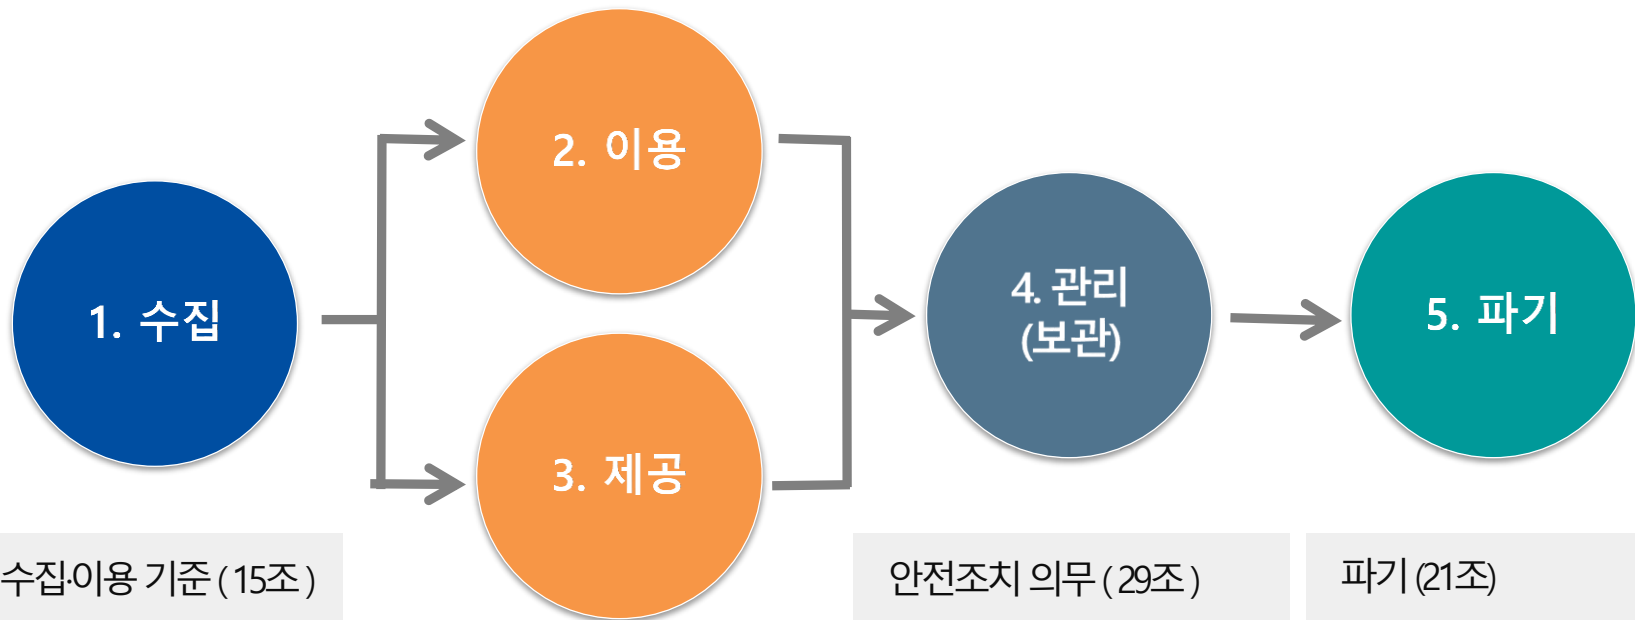 1. 수집
2. 이용
3. 제공
4. 관리
(보관)
5. 파기
수집·이용 기준 ( 15조 )
안전조치 의무 ( 29조 )
파기 (21조)